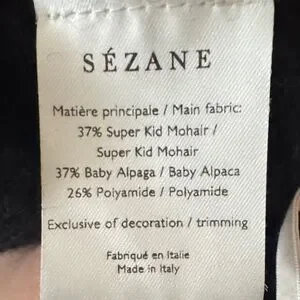 SÉZANE
Matière principale / Main fabric:
37% Super Kid Mohair /
Super Kid Mohair
37% Baby Alpaga / Baby Alpaca
26% Polyamide / Polyamide
Exclusive of decoration / trimming
Fabriqué en Italie
Made in Italy